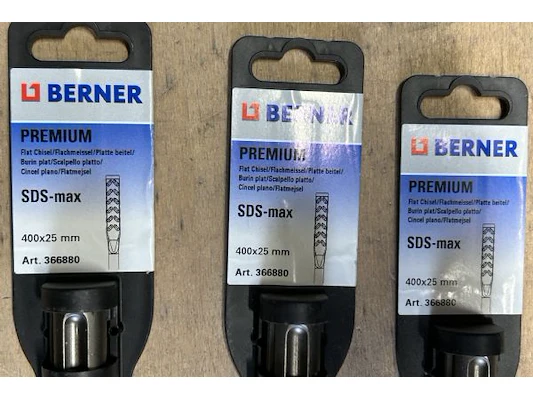 BERNER
PREMIUM
Flat Chisel/Flachmeissel/Platte beitel/
Burin plat/Scalpello piatto/
Cincel plano/Flatmejsel
SDS-max
400x25 mm
Art. 366880
BERNER
PREMIUM
Flat Chisel/Flachmeissel/Platte beitel/
Burin plat/Scalpello piatto/
Cincel plano/Flatmejsel
SDS-max
400x25 mm
Art. 366880
BERNER
PREMIUM
Flat Chisel/Flachmeissel/Platte beitel/
Burin plat/Scalpello piatto/
Cincel plano/Flatmejsel
SDS-max
400x25 mm
Art. 366880